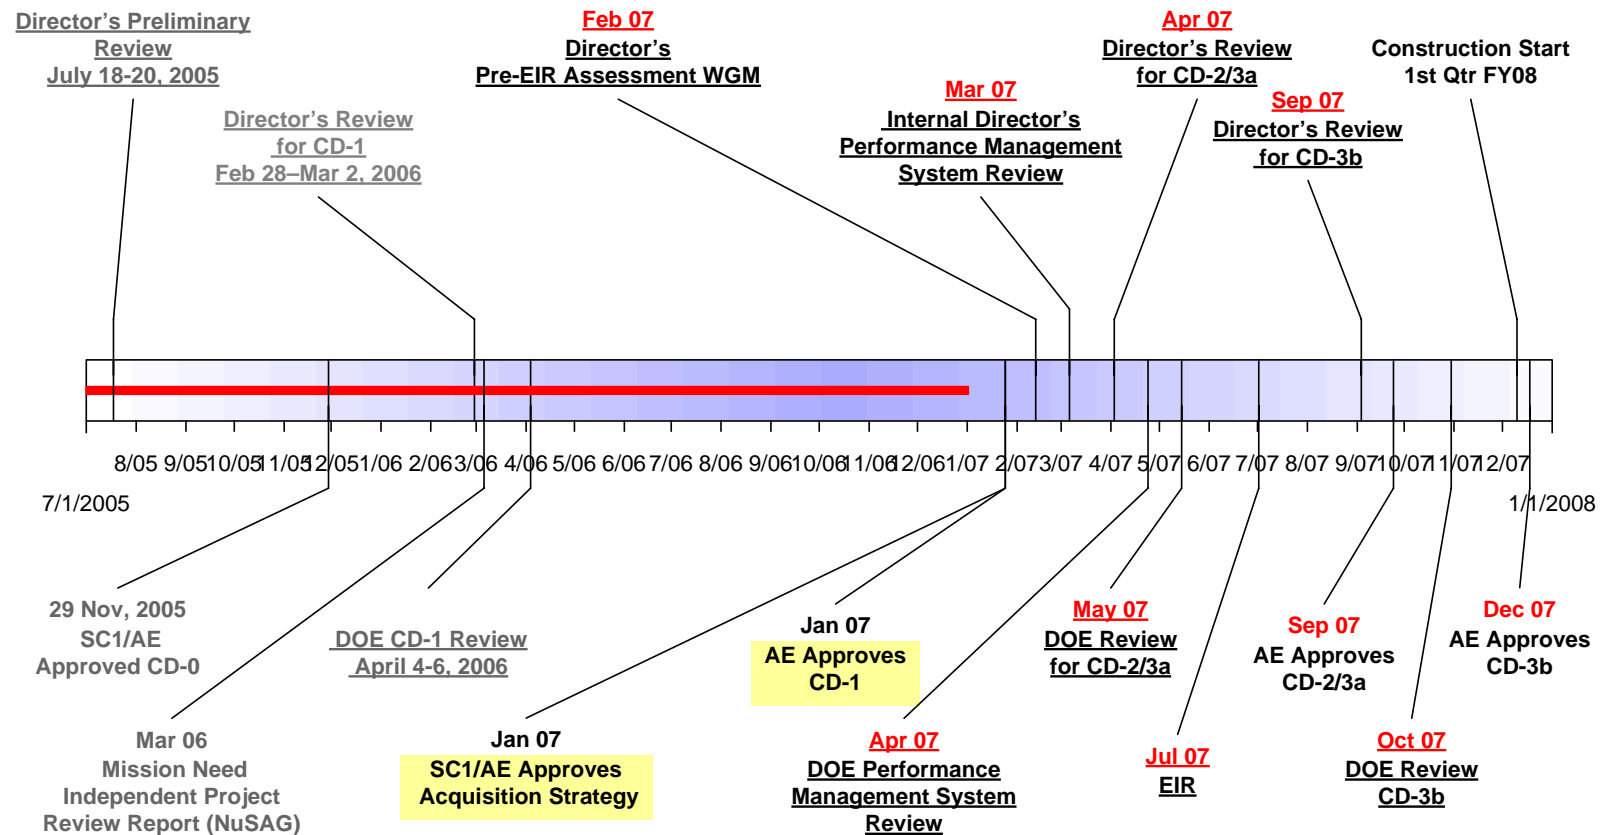 Director’s Preliminary
Review
July 18-20, 2005
Director’s Review
for CD-1
Feb 28–Mar 2, 2006
Feb 07
Director’s
Pre-EIR Assessment WGM
Mar 07
Internal Director’s
Performance Management
System Review
Apr 07
Director’s Review
for CD-2/3a
Sep 07
Director’s Review
for CD-3b
Construction Start
1st Qtr FY08
8/05 9/05 10/05 11/05 12/05 1/06 2/06 3/06 4/06 5/06 6/06 7/06 8/06 9/06 10/06 11/06 12/06 1/07 2/07 3/07 4/07 5/07 6/07 7/07 8/07 9/07 10/07 11/07 12/07
7/1/2005
1/1/2008
29 Nov, 2005
SC1/AE
Approved CD-0
Mar 06
Mission Need
Independent Project
Review Report (NuSAG)
DOE CD-1 Review
April 4-6, 2006
Jan 07
SC1/AE Approves
Acquisition Strategy
Jan 07
AE Approves
CD-1
Apr 07
DOE Performance
Management System
Review
May 07
DOE Review
for CD-2/3a
Jul 07
EIR
Sep 07
AE Approves
CD-2/3a
Oct 07
DOE Review
CD-3b
Dec 07
AE Approves
CD-3b